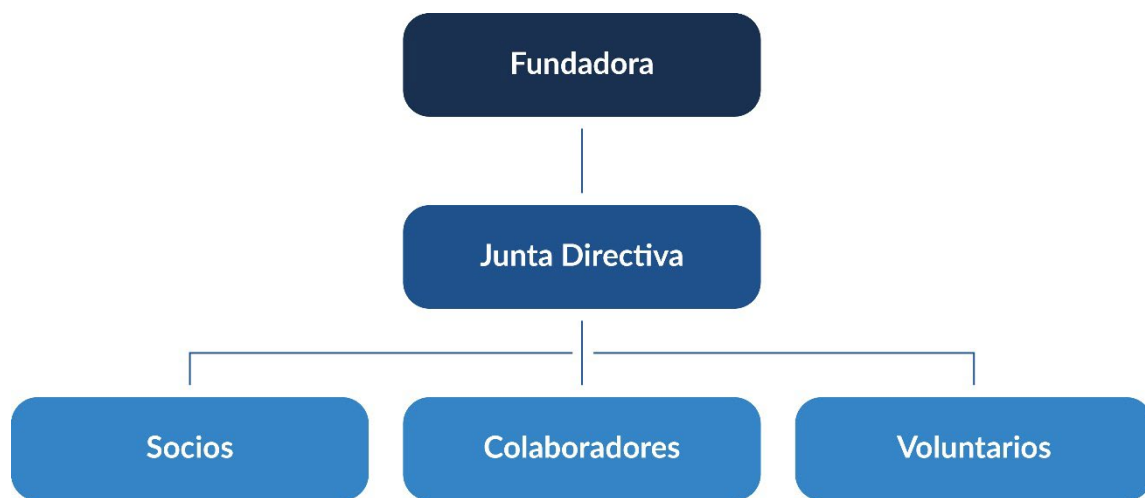 Fundadora
Junta Directiva
Socios
Colaboradores
Voluntarios